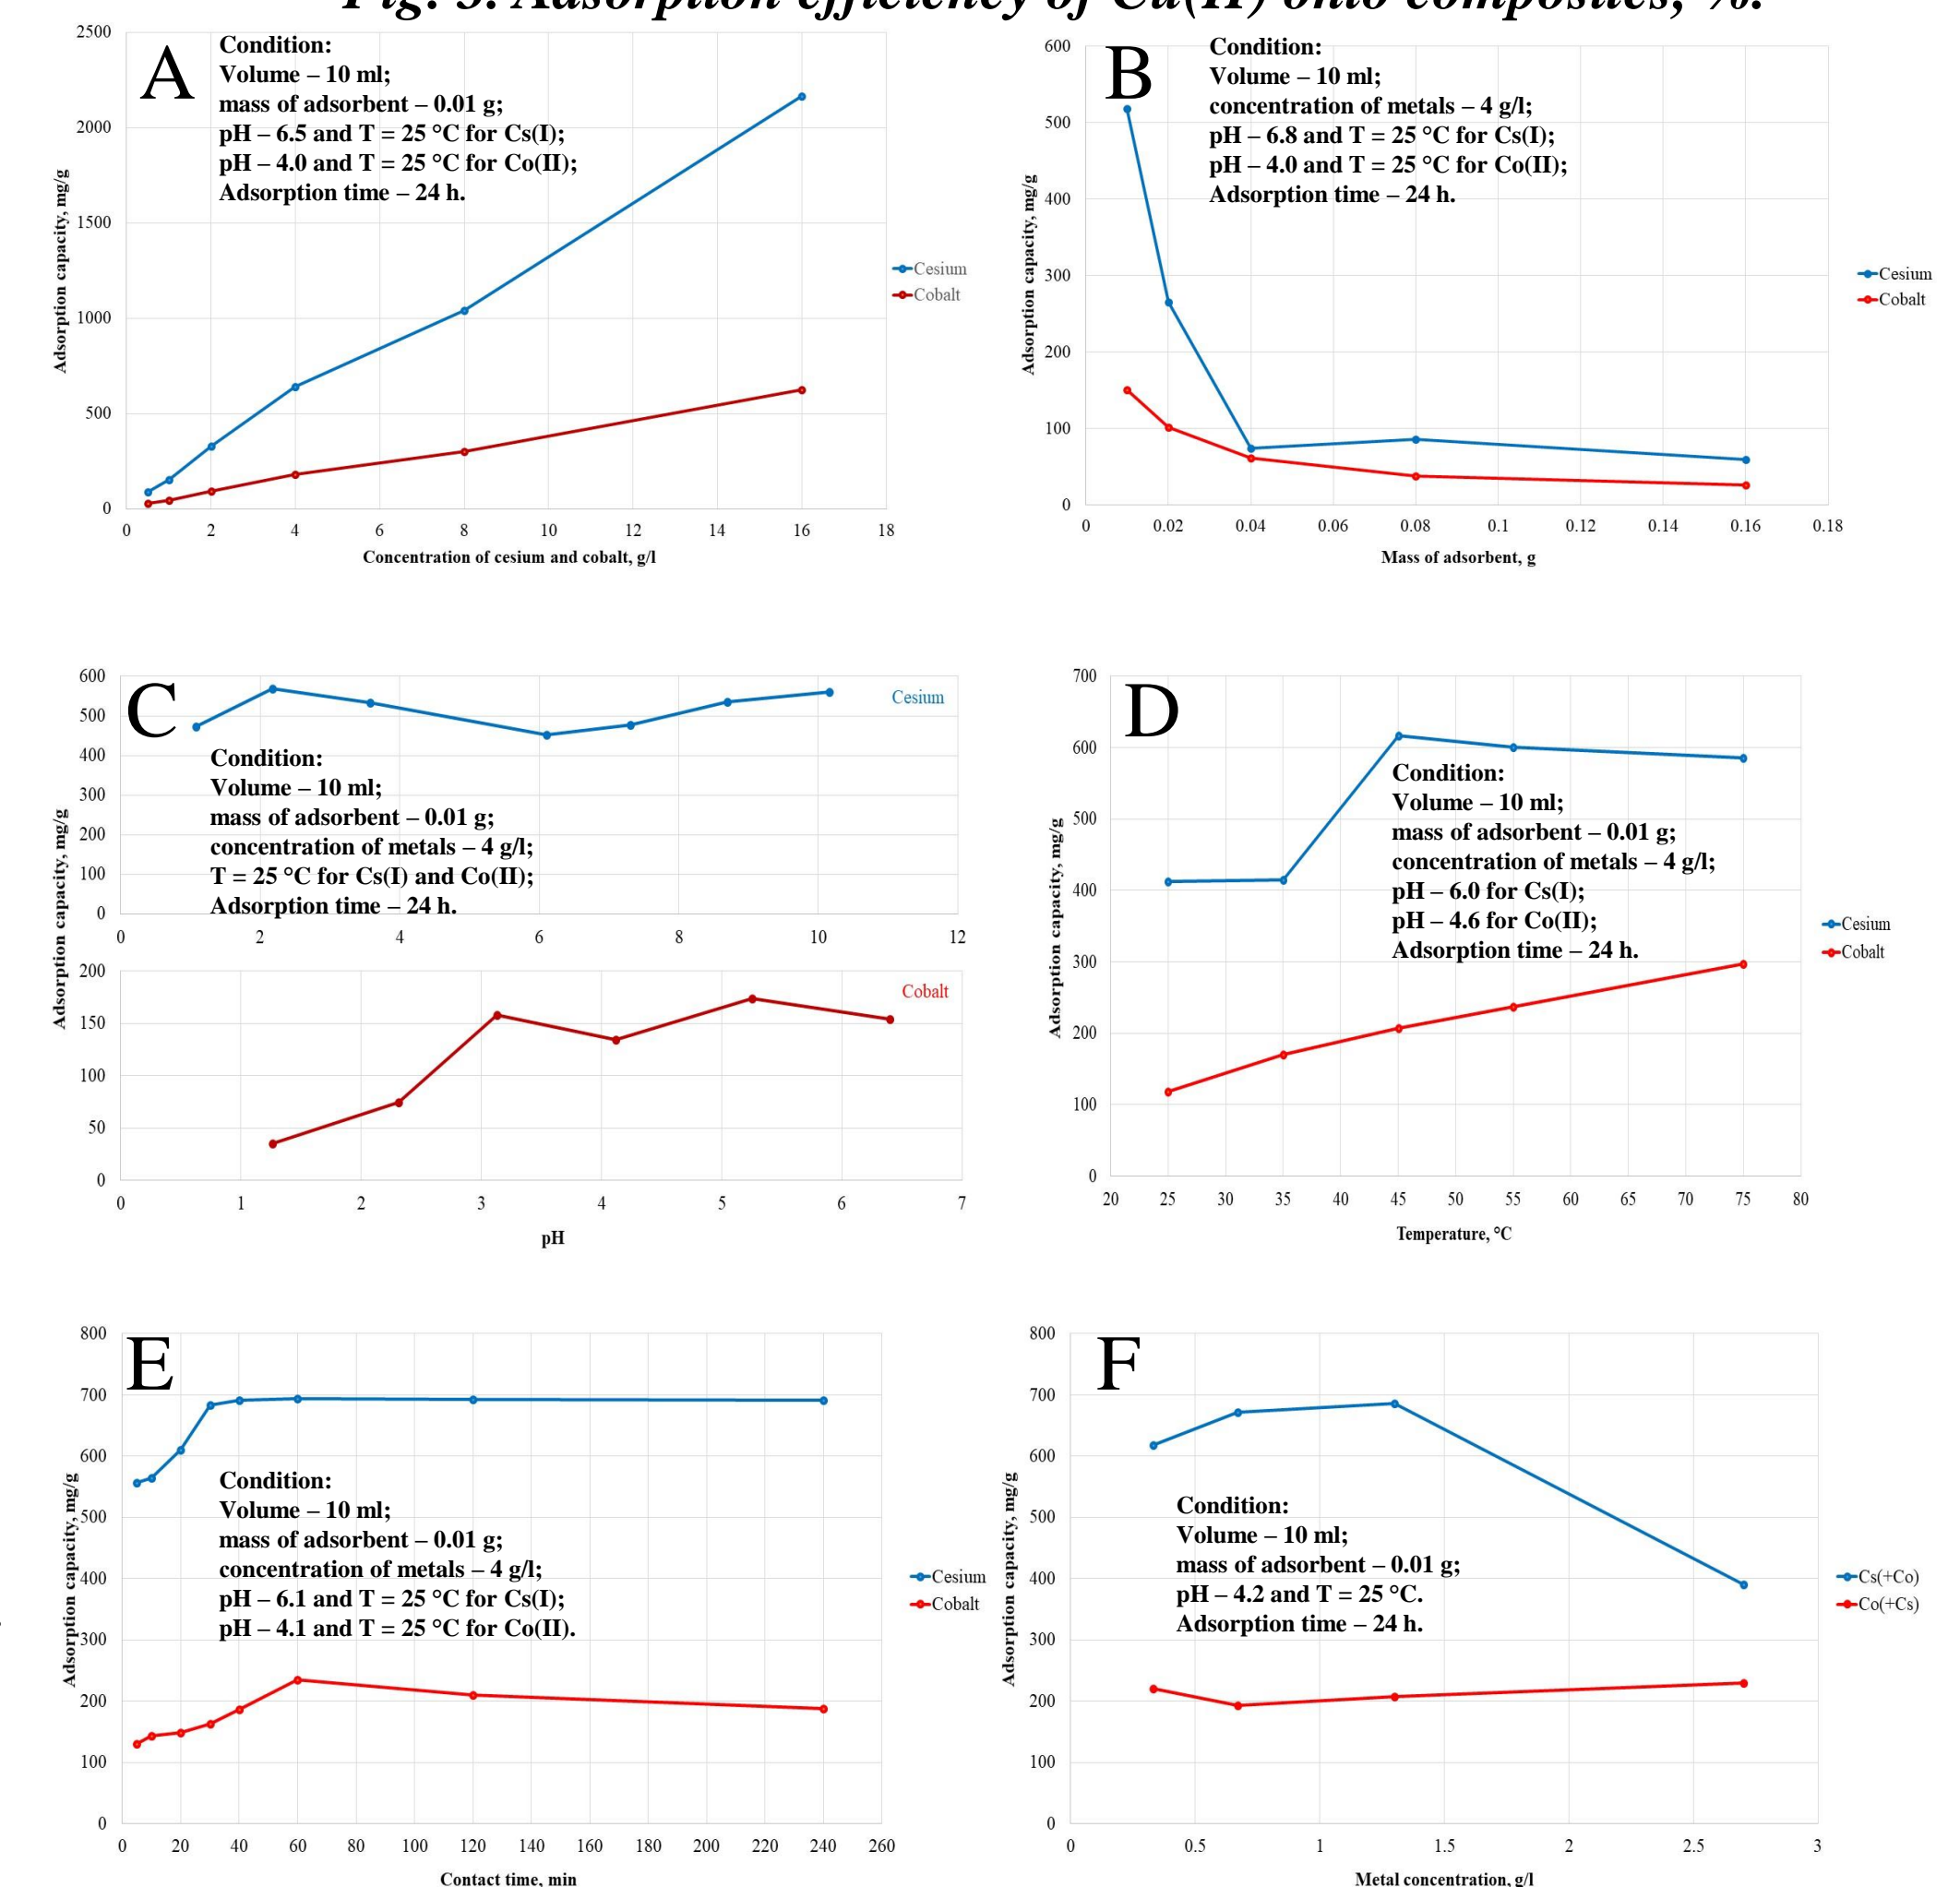 Fig. 3. Adsorption efficiency of Cu(II) onto composites, %.
A
Condition:
Volume – 10 ml;
mass of adsorbent – 0.01 g;
pH – 6.5 and T = 25 °C for Cs(I);
pH – 4.0 and T = 25 °C for Co(II);
Adsorption time – 24 h.
2500
2000
1500
1000
500
0
Adsorption capacity, mg/g
0 2 4 6 8 10 12 14 16 18
Concentration of cesium and cobalt, g/l
Cesium
Cobalt
B
Condition:
Volume – 10 ml;
concentration of metals – 4 g/l;
pH – 6.8 and T = 25 °C for Cs(I);
pH – 4.0 and T = 25 °C for Co(II);
Adsorption time – 24 h.
600
500
400
300
200
100
0
Adsorption capacity, mg/g
0 0.02 0.04 0.06 0.08 0.1 0.12 0.14 0.16 0.18
Mass of adsorbent, g
Cesium
Cobalt
C
Cesium
Condition:
Volume – 10 ml;
mass of adsorbent – 0.01 g;
concentration of metals – 4 g/l;
T = 25 °C for Cs(I) and Co(II);
Adsorption time – 24 h.
600
500
400
300
200
100
0
0 2 4 6 8 10 12
Adsorption capacity, mg/g
Cobalt
200
150
100
50
0
0 1 2 3 4 5 6 7
pH
D
Condition:
Volume – 10 ml;
mass of adsorbent – 0.01 g;
concentration of metals – 4 g/l;
pH – 6.0 for Cs(I);
pH – 4.6 for Co(II);
Adsorption time – 24 h.
700
600
500
400
300
200
100
0
Adsorption capacity, mg/g
20 25 30 35 40 45 50 55 60 65 70 75 80
Temperature, °C
Cesium
Cobalt
E
Condition:
Volume – 10 ml;
mass of adsorbent – 0.01 g;
concentration of metals – 4 g/l;
pH – 6.1 and T = 25 °C for Cs(I);
pH – 4.1 and T = 25 °C for Co(II).
800
700
600
500
400
300
200
100
0
Adsorption capacity, mg/g
0 20 40 60 80 100 120 140 160 180 200 220 240 260
Contact time, min
Cesium
Cobalt
F
Condition:
Volume – 10 ml;
mass of adsorbent – 0.01 g;
pH – 4.2 and T = 25 °C.
Adsorption time – 24 h.
800
700
600
500
400
300
200
100
0
Adsorption capacity, mg/g
0 0.5 1 1.5 2 2.5 3
Metal concentration, g/l
Cs(+Co)
Co(+Cs)